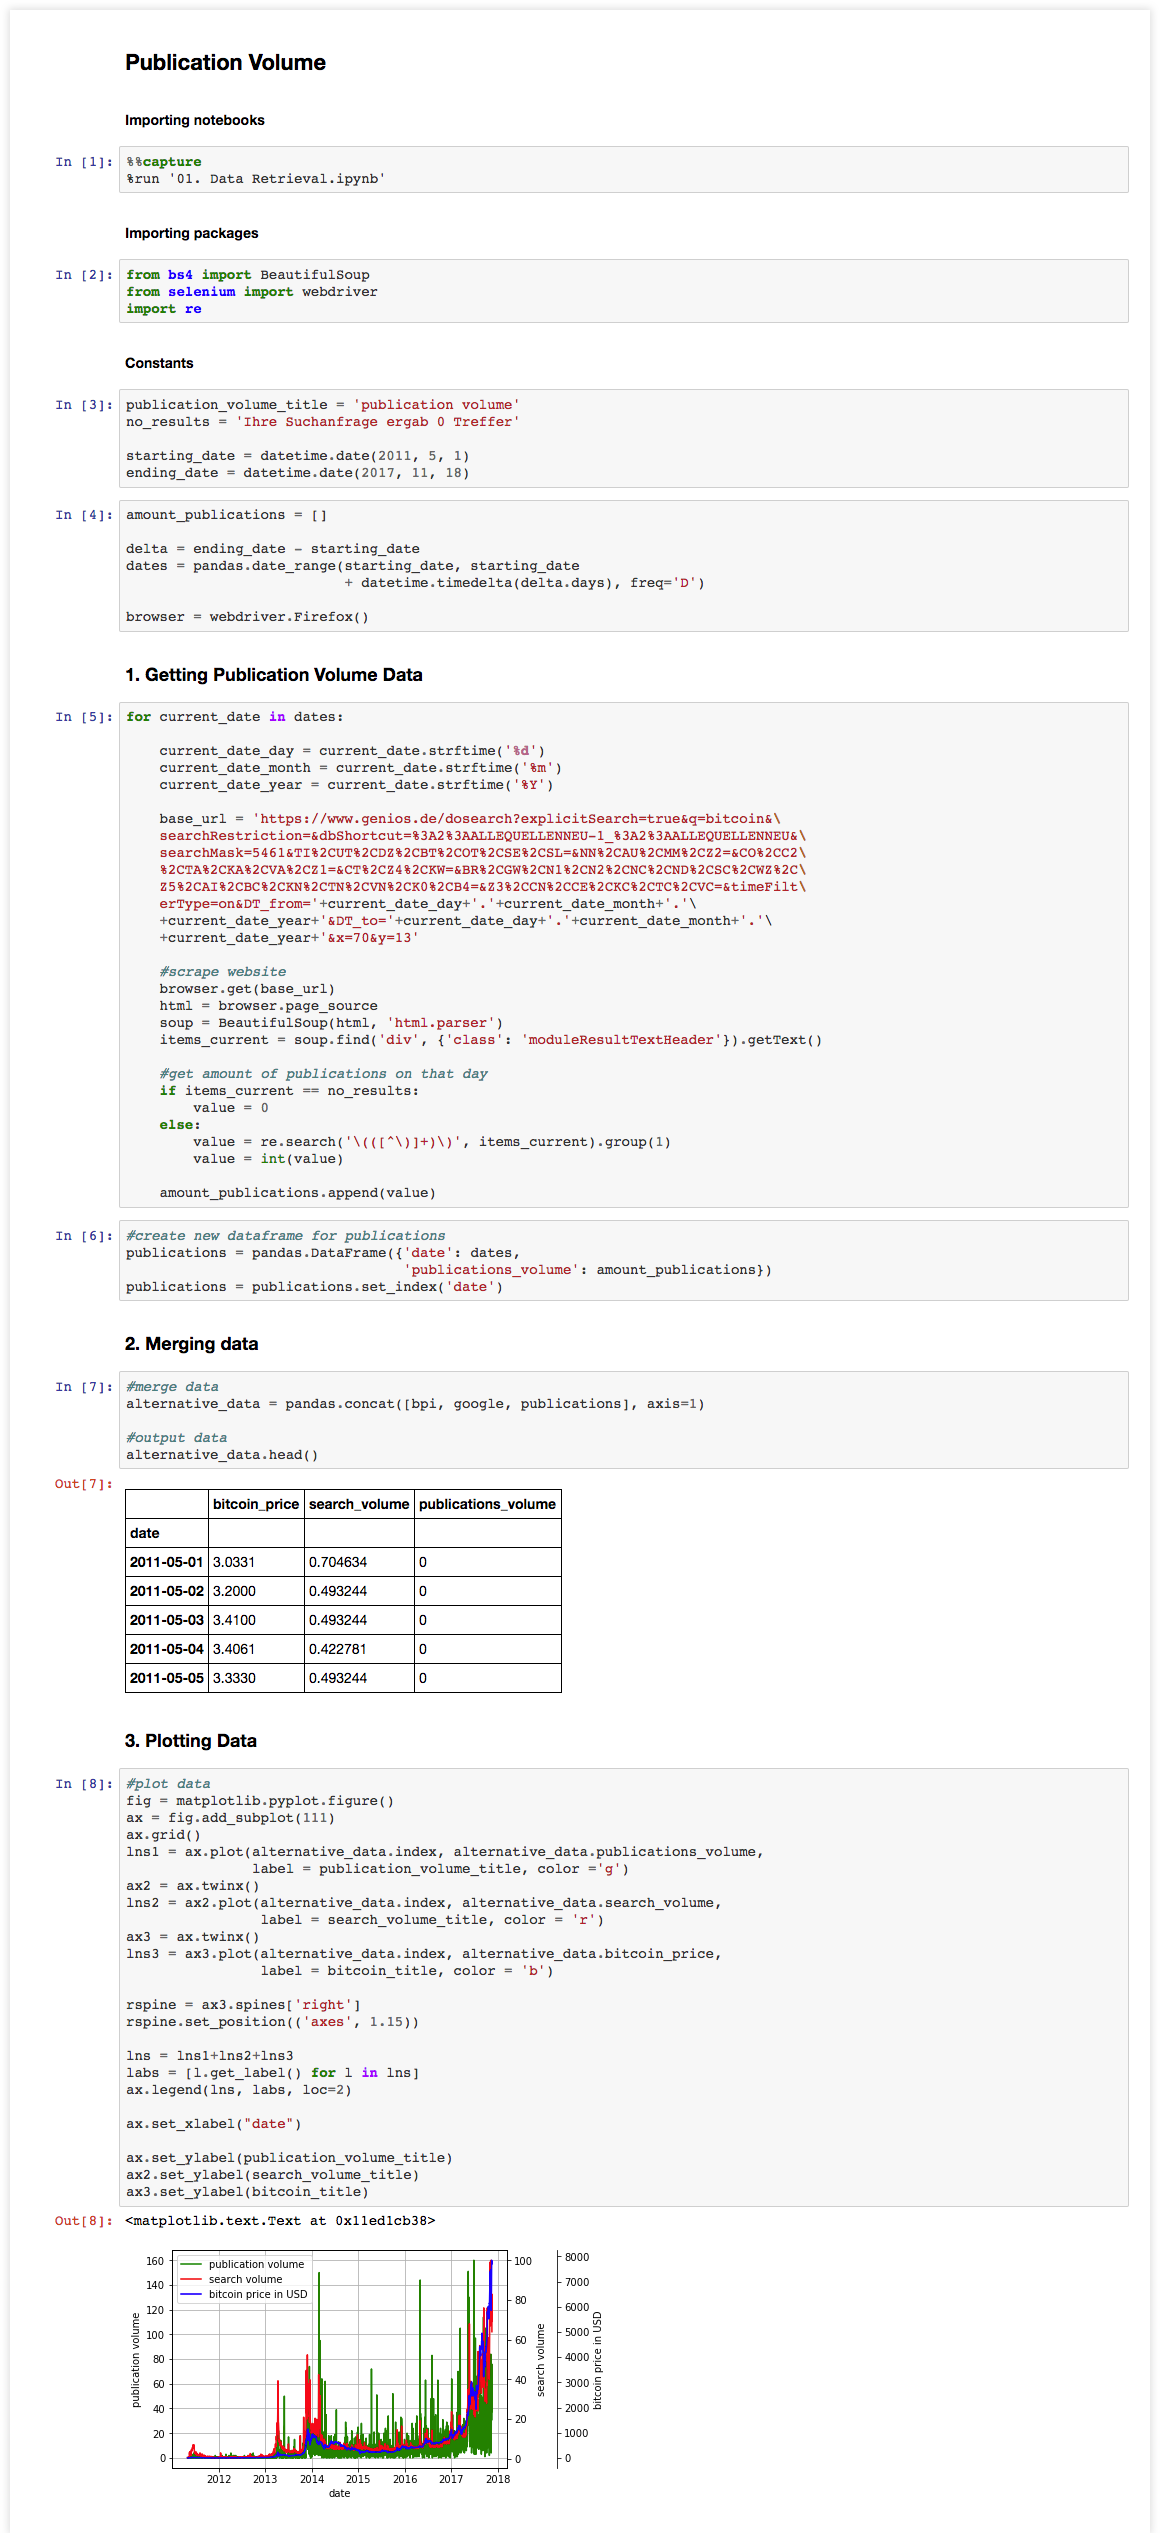 Publication Volume
Importing notebooks
In [1]: %%capture
%run '01. Data Retrieval.ipynb'
Importing packages
In [2]: from bs4 import BeautifulSoup
from selenium import webdriver
import re
Constants
In [3]: publication_volume_title = 'publication volume'
no_results = 'Ihre Suchanfrage ergab 0 Treffer'
starting_date = datetime.date(2011, 5, 1)
ending_date = datetime.date(2017, 11, 18)
In [4]: amount_publications = []
delta = ending_date - starting_date
dates = pandas.date_range(starting_date, starting_date
+ datetime.timedelta(delta.days), freq='D')
browser = webdriver.Firefox()
1. Getting Publication Volume Data
In [5]: for current_date in dates:
current_date_day = current_date.strftime('%d')
current_date_month = current_date.strftime('%m')
current_date_year = current_date.strftime('%Y')
base_url = 'https://www.genios.de/dosearch?explicitSearch=true&q=bitcoin&\
searchRestriction=&dbShortcut=%3A2%3AALLEQUELLENNEU-1_%3A2%3AALLEQUELLENNEU&\
searchMask=5461&TI%2CUT%2CDZ%2CBT%2COT%2CSE%2CSL=&NN%2CAU%2CMM%2CZ2=&CO%2CC2\
%2CTA%2CKA%2CVA%2CZ1=&CT%2CZ4%2CKW=&BR%2CGW%2CN1%2CN2%2CNC%2CND%2CSC%2CWZ%2C\
Z5%2CAI%2CBC%2CKN%2CTN%2CVN%2CK0%2CB4=&Z3%2CCN%2CCE%2CKC%2CTC%2CVC=&timeFilt\
erType=on&DT_from='+current_date_day+'.'+current_date_month+'.'\
+current_date_year+'&DT_to='+current_date_day+'.'+current_date_month+'.'\
+current_date_year+'&x=70&y=13'
#scrape website
browser.get(base_url)
html = browser.page_source
soup = BeautifulSoup(html, 'html.parser')
items_current = soup.find('div', {'class': 'moduleResultTextHeader'}).getText()
#get amount of publications on that day
if items_current == no_results:
value = 0
else:
value = re.search('\(([^\)]+)\)', items_current).group(1)
value = int(value)
amount_publications.append(value)
In [6]: #create new dataframe for publications
publications = pandas.DataFrame({'date': dates,
'publications_volume': amount_publications})
publications = publications.set_index('date')
2. Merging data
In [7]: #merge data
alternative_data = pandas.concat([bpi, google, publications], axis=1)
#output data
alternative_data.head()
Out[7]:
bitcoin_price search_volume publications_volume
date
2011-05-01 3.0331 0.704634 0
2011-05-02 3.2000 0.493244 0
2011-05-03 3.4100 0.493244 0
2011-05-04 3.4061 0.422781 0
2011-05-05 3.3330 0.493244 0
3. Plotting Data
In [8]: #plot data
fig = matplotlib.pyplot.figure()
ax = fig.add_subplot(111)
ax.grid()
lns1 = ax.plot(alternative_data.index, alternative_data.publications_volume,
label = publication_volume_title, color ='g')
ax2 = ax.twinx()
lns2 = ax2.plot(alternative_data.index, alternative_data.search_volume,
label = search_volume_title, color = 'r')
ax3 = ax.twinx()
lns3 = ax3.plot(alternative_data.index, alternative_data.bitcoin_price,
label = bitcoin_title, color = 'b')
rspine = ax3.spines['right']
rspine.set_position(('axes', 1.15))
lns = lns1+lns2+lns3
labs = [l.get_label() for l in lns]
ax.legend(lns, labs, loc=2)
ax.set_xlabel("date")
ax.set_ylabel(publication_volume_title)
ax2.set_ylabel(search_volume_title)
ax3.set_ylabel(bitcoin_title)
Out[8]: <matplotlib.text.Text at 0x11ed1cb38>
publication volume
160
140
120
100
80
60
40
20
0
publication volume
search volume
bitcoin price in USD
100
80
60
40
20
0
search volume
8000
7000
6000
5000
4000
3000
2000
1000
0
bitcoin price in USD
2012 2013 2014 2015 2016 2017 2018
date